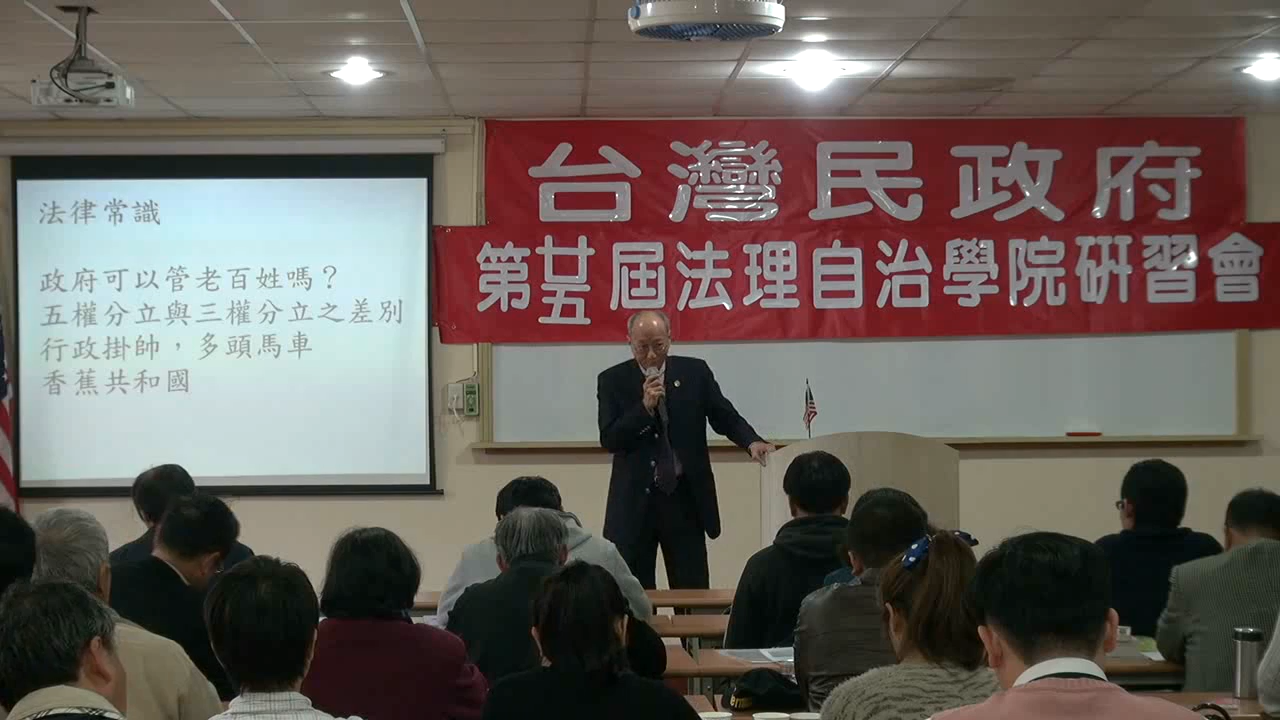 法律常識
政府可以管老百姓嗎？
五權分立與三權分立之差別
行政掛帥，多頭馬車
香蕉共和國
台灣民政府
第廿五屆法理自治學院研習會